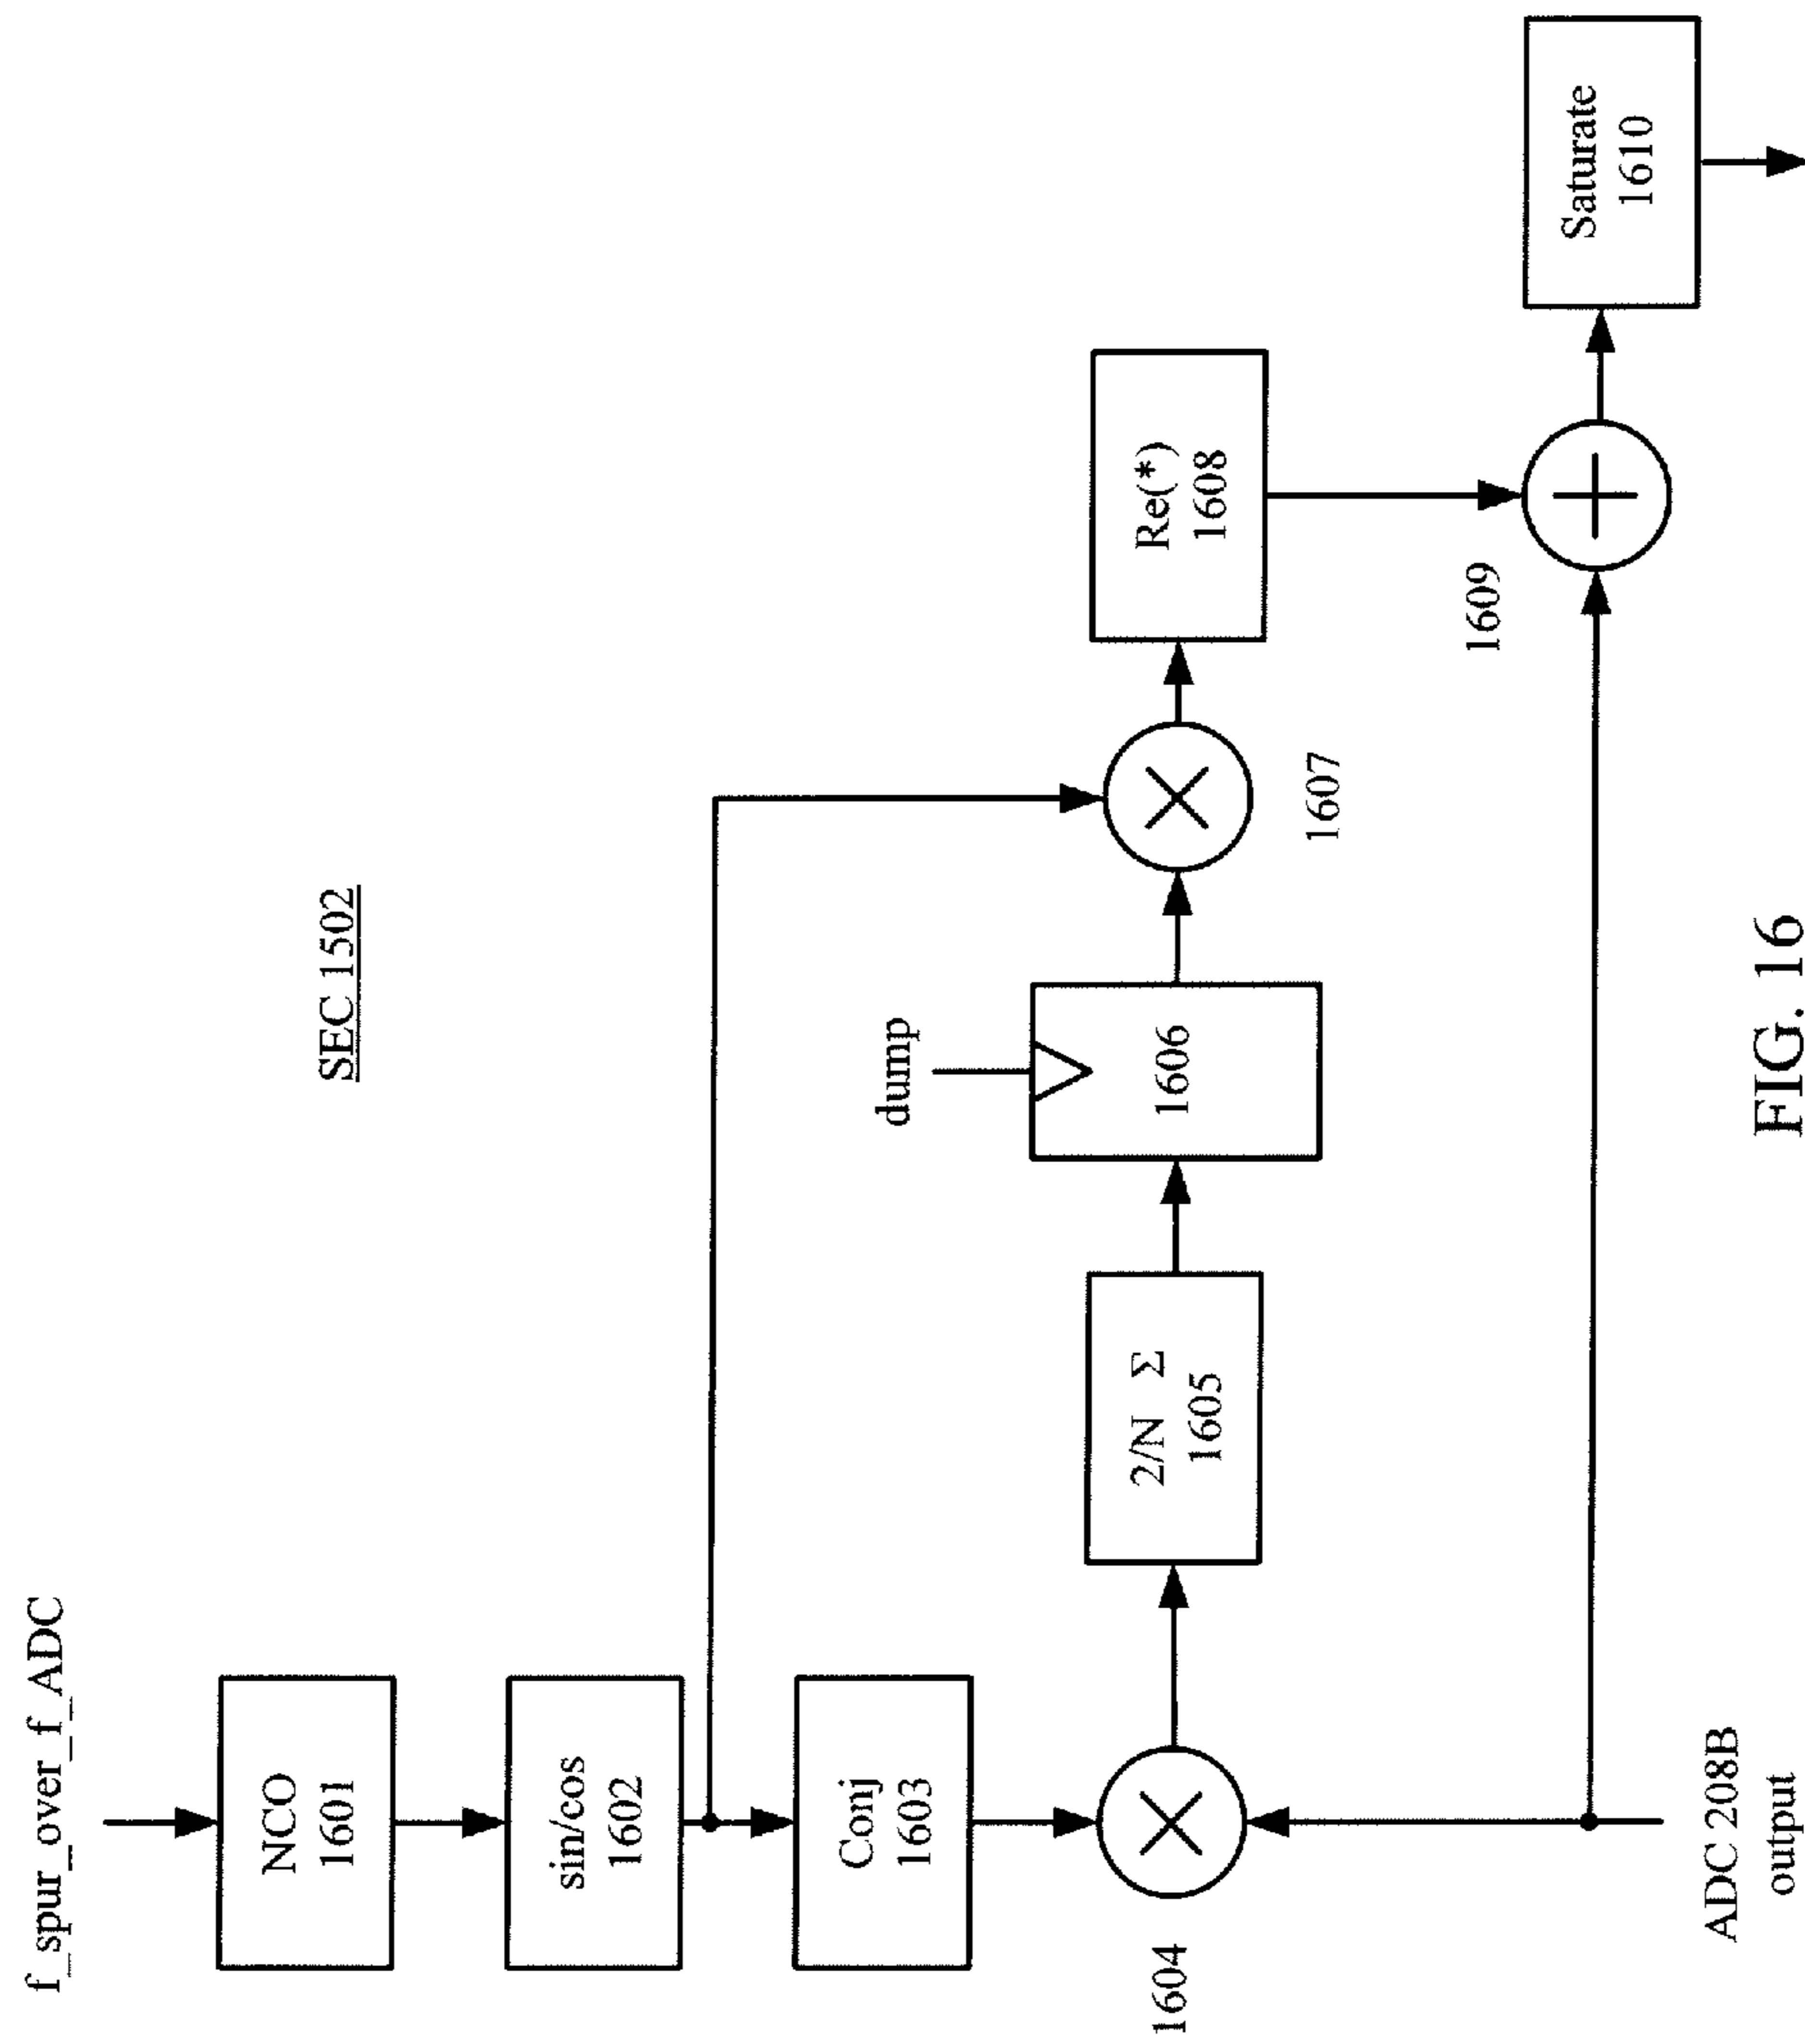 SEC 1502
f_spur_over_f_ADC
NCO
1601
sin/cos
1602
Conj
1603
1604
2/N Σ
1605
dump
1606
1607
Re(*)
1608
1609
Saturate
1610
ADC 208B
output
FIG. 16